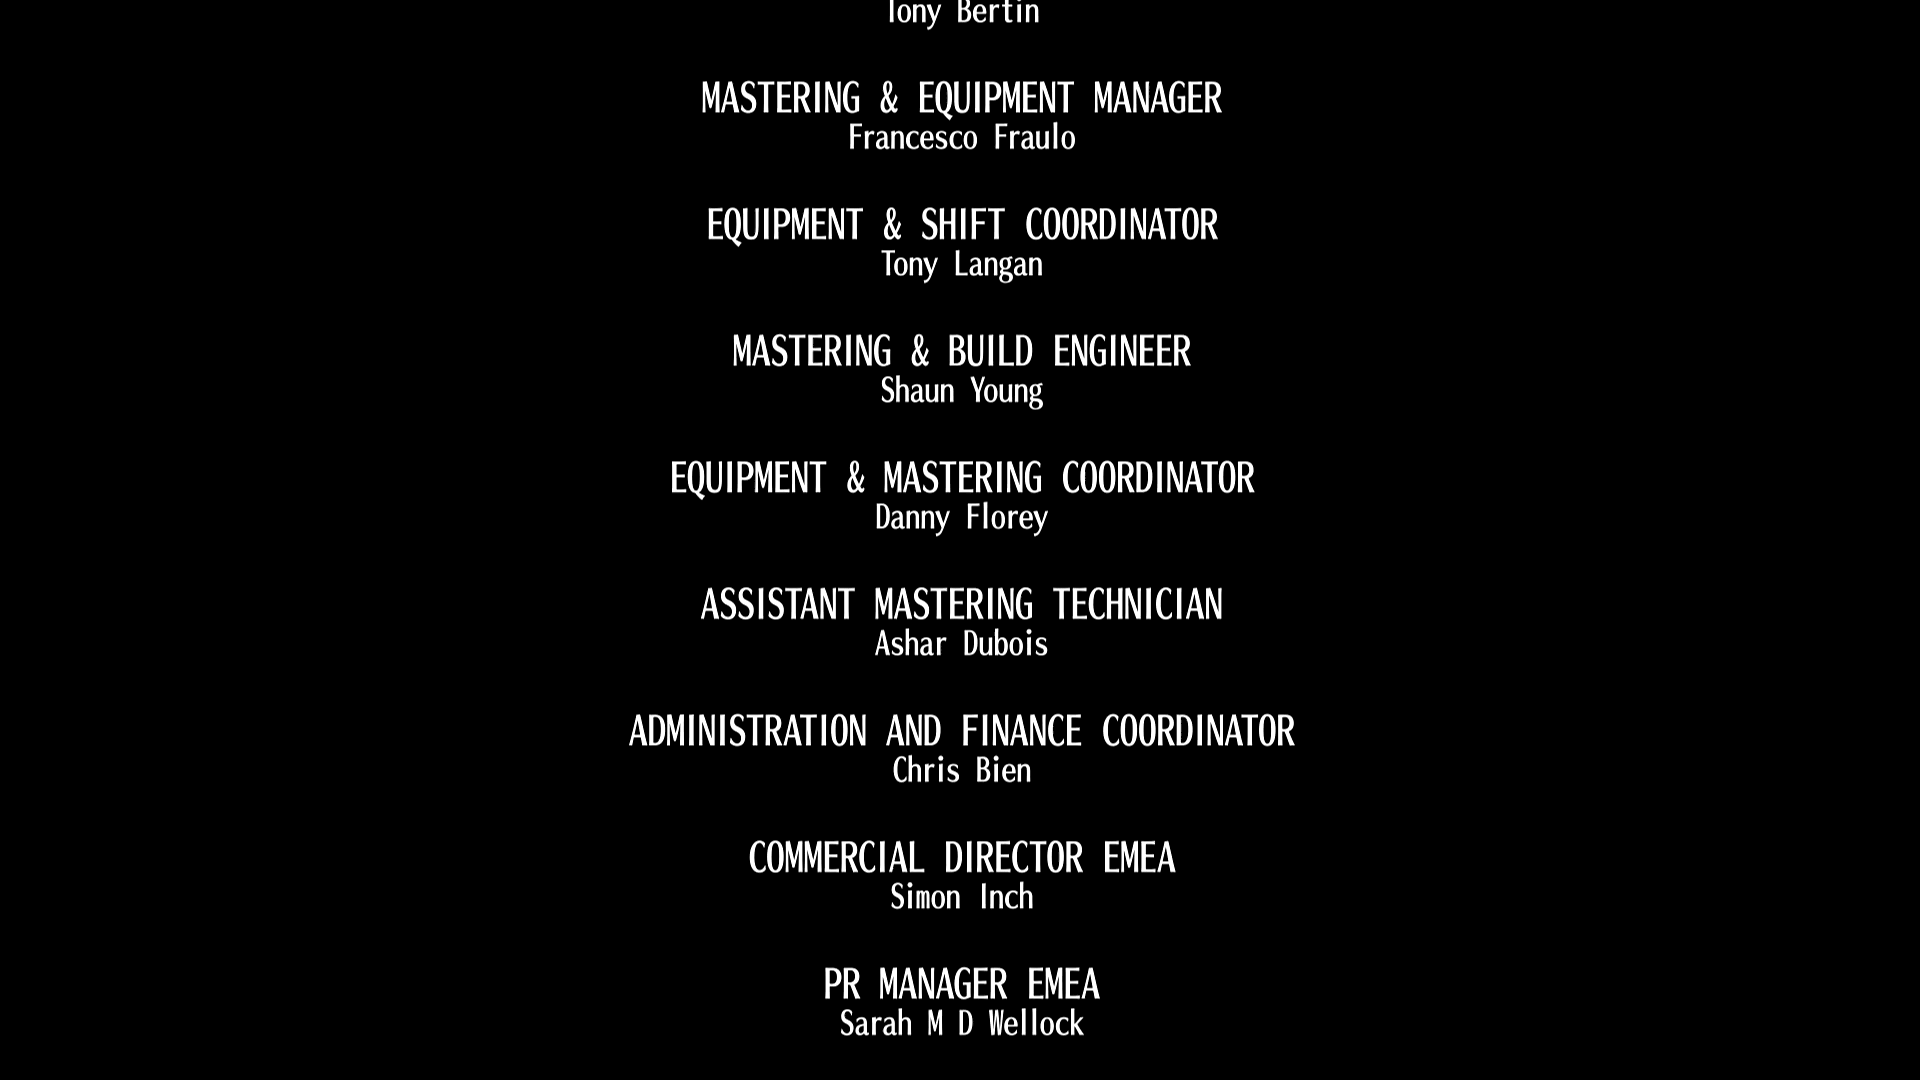 Tony Bertin
MASTERING & EQUIPMENT MANAGER
Francesco Fraulo
EQUIPMENT & SHIFT COORDINATOR
Tony Langan
MASTERING & BUILD ENGINEER
Shaun Young
EQUIPMENT & MASTERING COORDINATOR
Danny Florey
ASSISTANT MASTERING TECHNICIAN
Ashar Dubois
ADMINISTRATION AND FINANCE COORDINATOR
Chris Bien
COMMERCIAL DIRECTOR EMEA
Simon Inch
PR MANAGER EMEA
Sarah M D Wellock